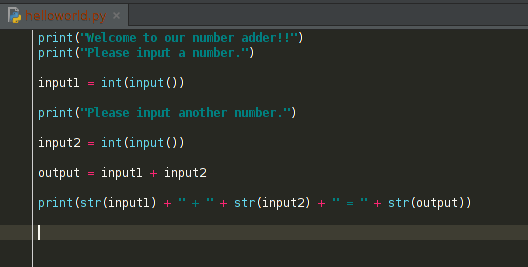 helloworld.py
print("Welcome to our number adder!!")
print("Please input a number.")
input1 = int(input())
print("Please input another number.")
input2 = int(input())
output = input1 + input2
print(str(input1) + " + " + str(input2) + " = " + str(output))